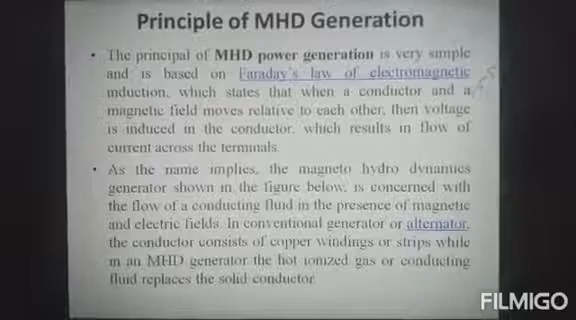 Principle of MHD Generation
• The principal of MHD power generation is very simple
and is based on Faraday's law of electromagnetic
induction, which states that when a conductor and a
magnetic field moves relative to each other, then voltage
is induced in the conductor, which results in flow of
current across the terminals.
• As the name implies, the magneto hydro dynamics
generator shown in the figure below, is concerned with
the flow of a conducting fluid in the presence of magnetic
and electric fields. In conventional generator or alternator,
the conductor consists of copper windings or strips while
in an MHD generator the hot ionized gas or conducting
fluid replaces the solid conductor.
FILMIGO